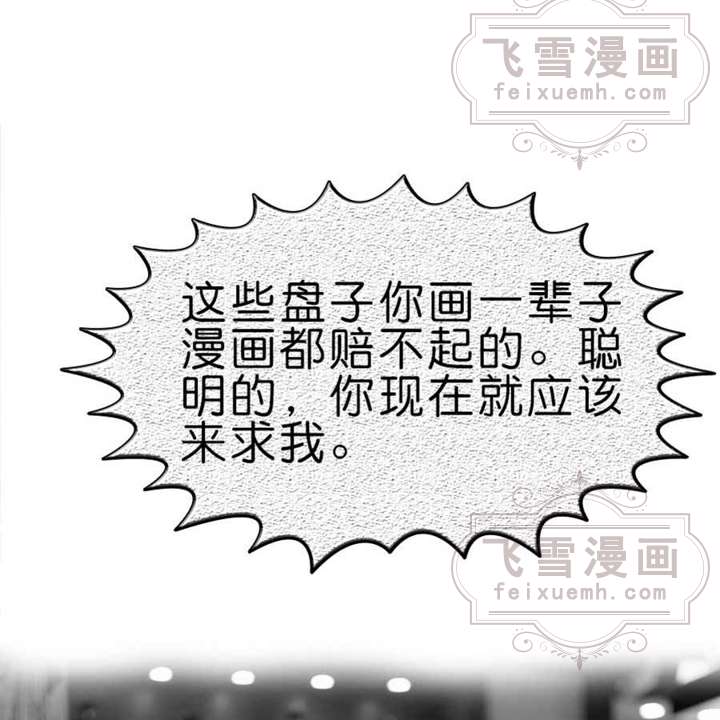 飞雪漫画
feixuemh.com
这些盘子你画一辈子
漫画都赔不起的。聪
明的，你现在就应该
来求我。
飞雪漫画
feixuemh.com